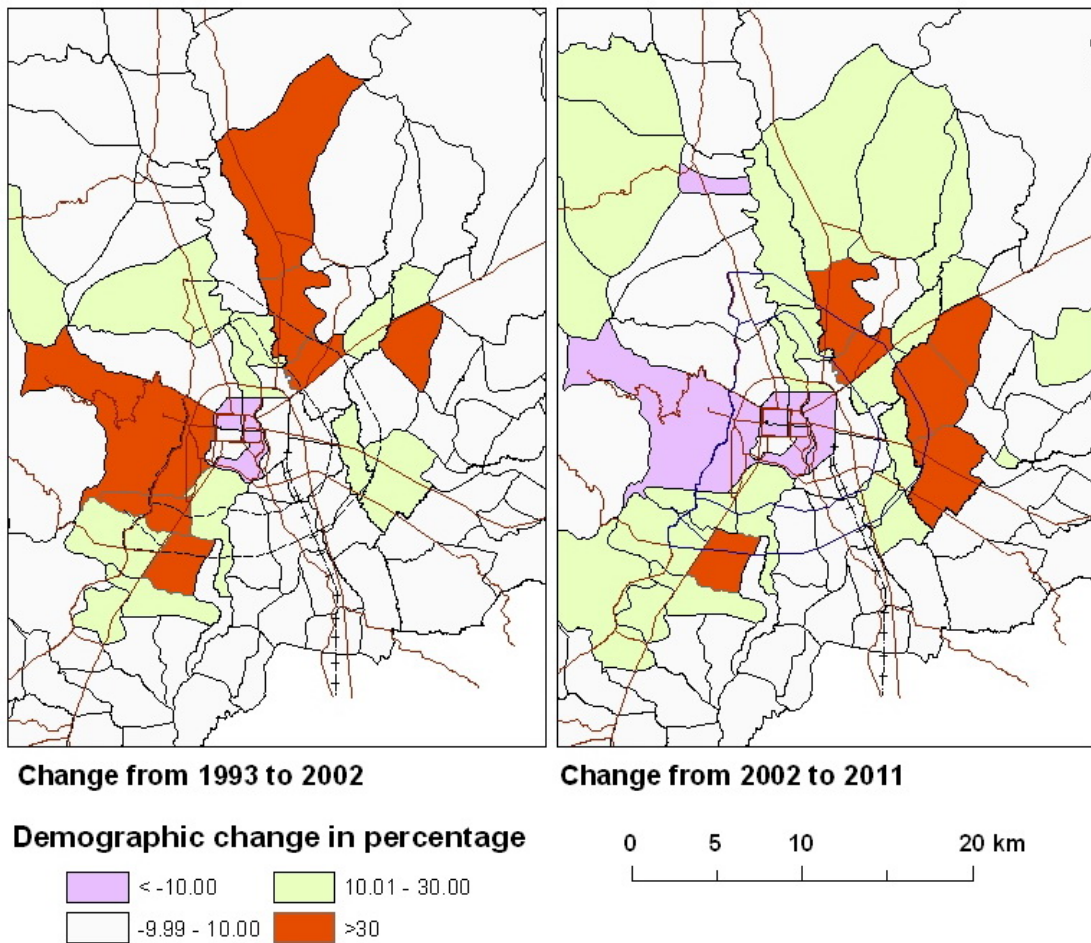 Change from 1993 to 2002
Change from 2002 to 2011
Demographic change in percentage
< -10.00
10.01 - 30.00
-9.99 - 10.00
>30
0 5 10 20 km